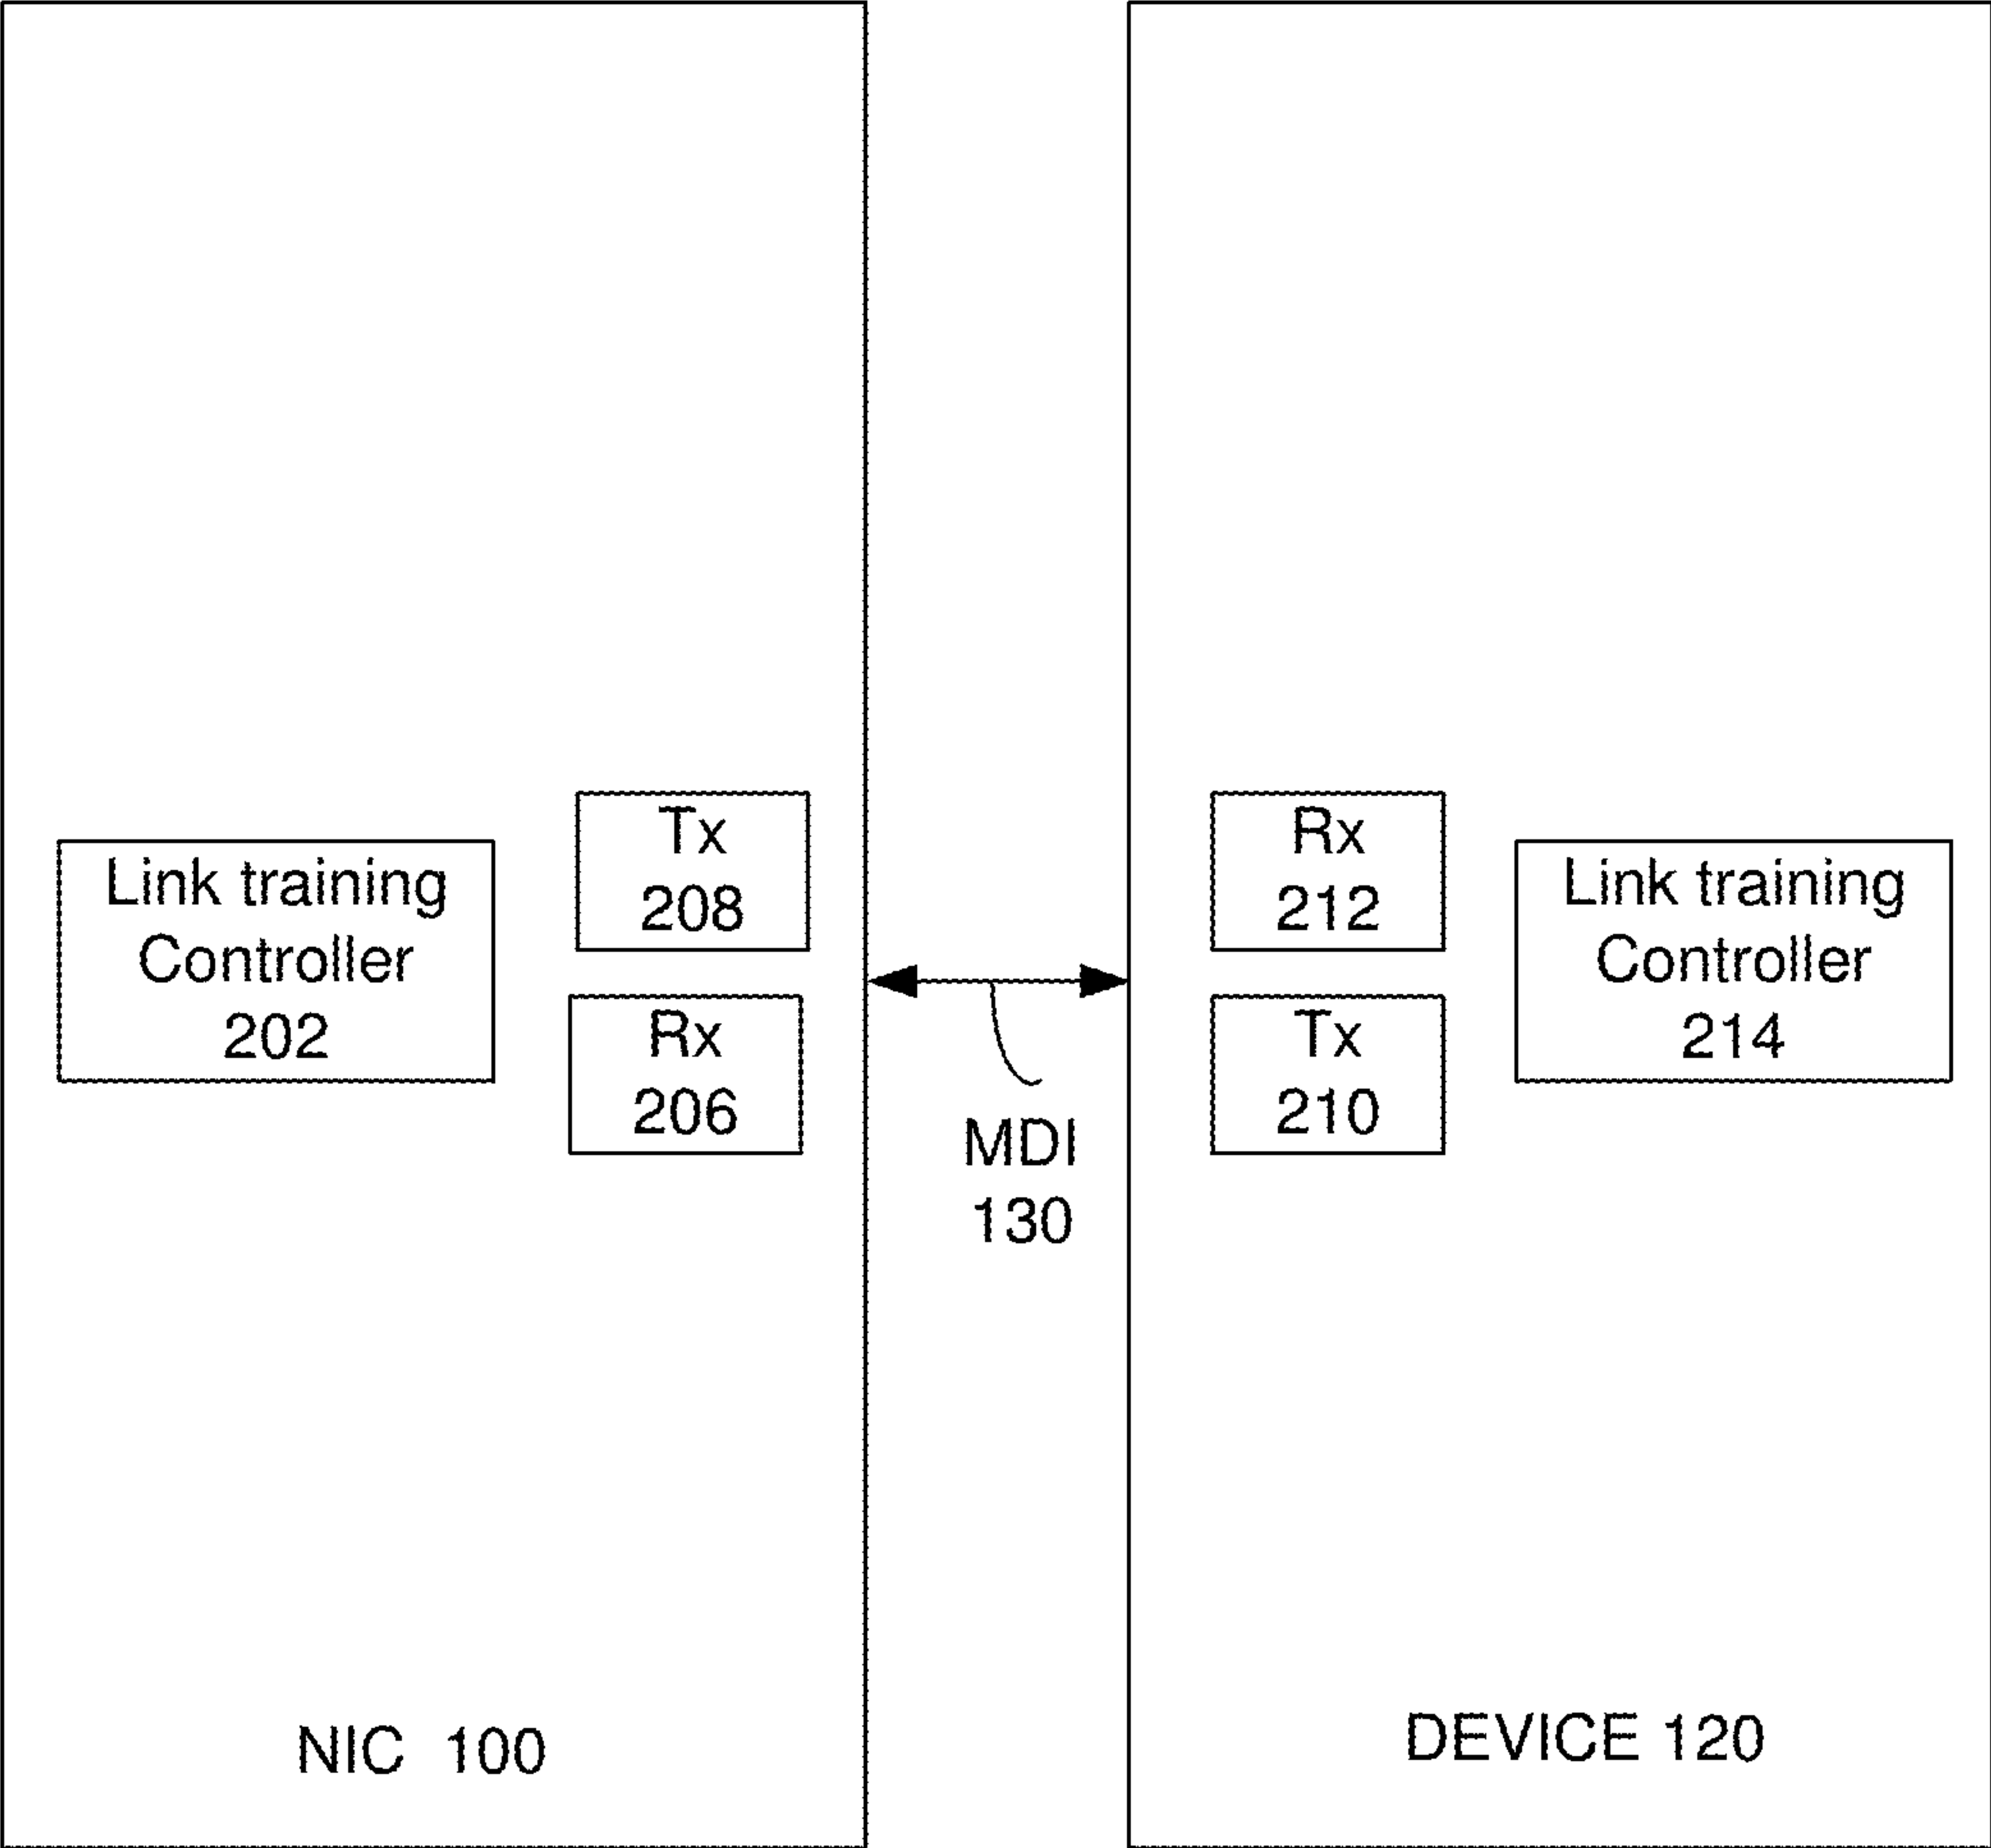 Tx
208
Link training
Controller
202
Rx
206
MDI
130
Rx
212
Link training
Controller
214
Tx
210
NIC 100
DEVICE 120